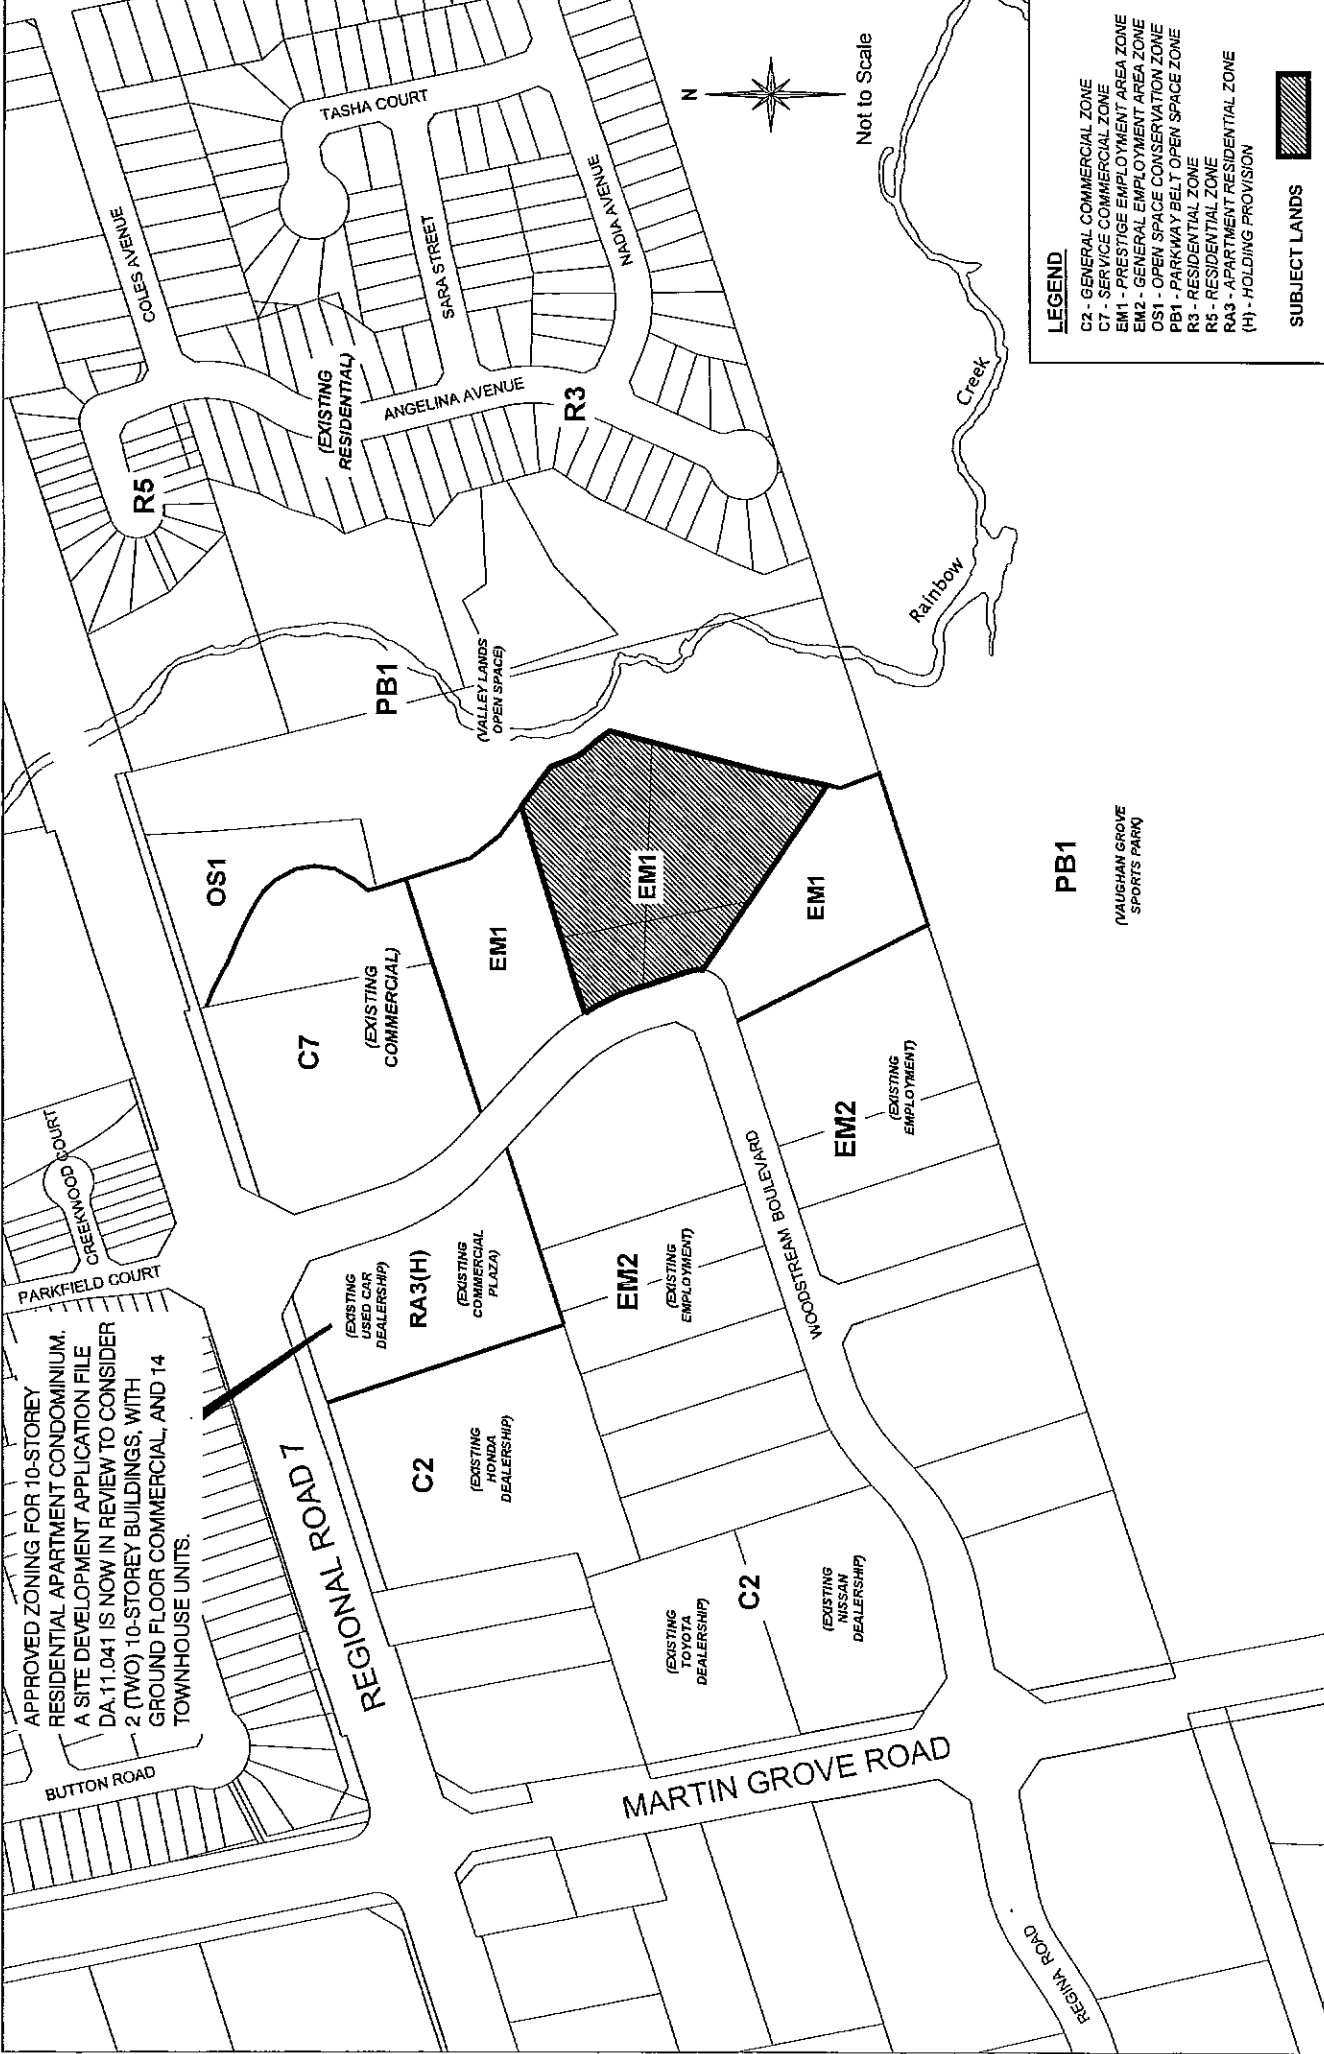 APPROVED ZONING FOR 10-STOREY
RESIDENTIAL APARTMENT CONDOMINIUM.
A SITE DEVELOPMENT APPLICATION FILE
DA.11.041 IS NOW IN REVIEW TO CONSIDER
2 (TWO) 10-STOREY BUILDINGS, WITH
GROUND FLOOR COMMERCIAL, AND 14
TOWNHOUSE UNITS.
BUTTON ROAD
PARKFIELD COURT
CREEKWOOD COURT
REGIONAL ROAD 7
MARTIN GROVE ROAD
REGINA ROAD
WOODSTREAM BOULEVARD
C2
(EXISTING
HONDA
DEALERSHIP)
(EXISTING
USED CAR
DEALERSHIP)
RA3(H)
(EXISTING
COMMERCIAL
PLAZA)
C7
(EXISTING
COMMERCIAL)
OS1
PB1
(VALLEY LANDS
OPEN SPACE)
R5
COLES AVENUE
(EXISTING
RESIDENTIAL)
ANGELINA AVENUE
SARA STREET
TASHA COURT
NADIA AVENUE
R3
(EXISTING
TOYOTA
DEALERSHIP)
C2
(EXISTING
NISSAN
DEALERSHIP)
EM2
(EXISTING
EMPLOYMENT)
EM2
(EXISTING
EMPLOYMENT)
EM1
EM1
EM1
PB1
(VAUGHAN GROVE
SPORTS PARK)
Rainbow
Creek
N
Not to Scale
LEGEND
C2 - GENERAL COMMERCIAL ZONE
C7 - SERVICE COMMERCIAL ZONE
EM1 - PRESTIGE EMPLOYMENT AREA ZONE
EM2 - GENERAL EMPLOYMENT AREA ZONE
OS1 - OPEN SPACE CONSERVATION ZONE
PB1 - PARKWAY BELT OPEN SPACE ZONE
R3 - RESIDENTIAL ZONE
R5 - RESIDENTIAL ZONE
RA3 - APARTMENT RESIDENTIAL ZONE
(H) - HOLDING PROVISION
SUBJECT LANDS